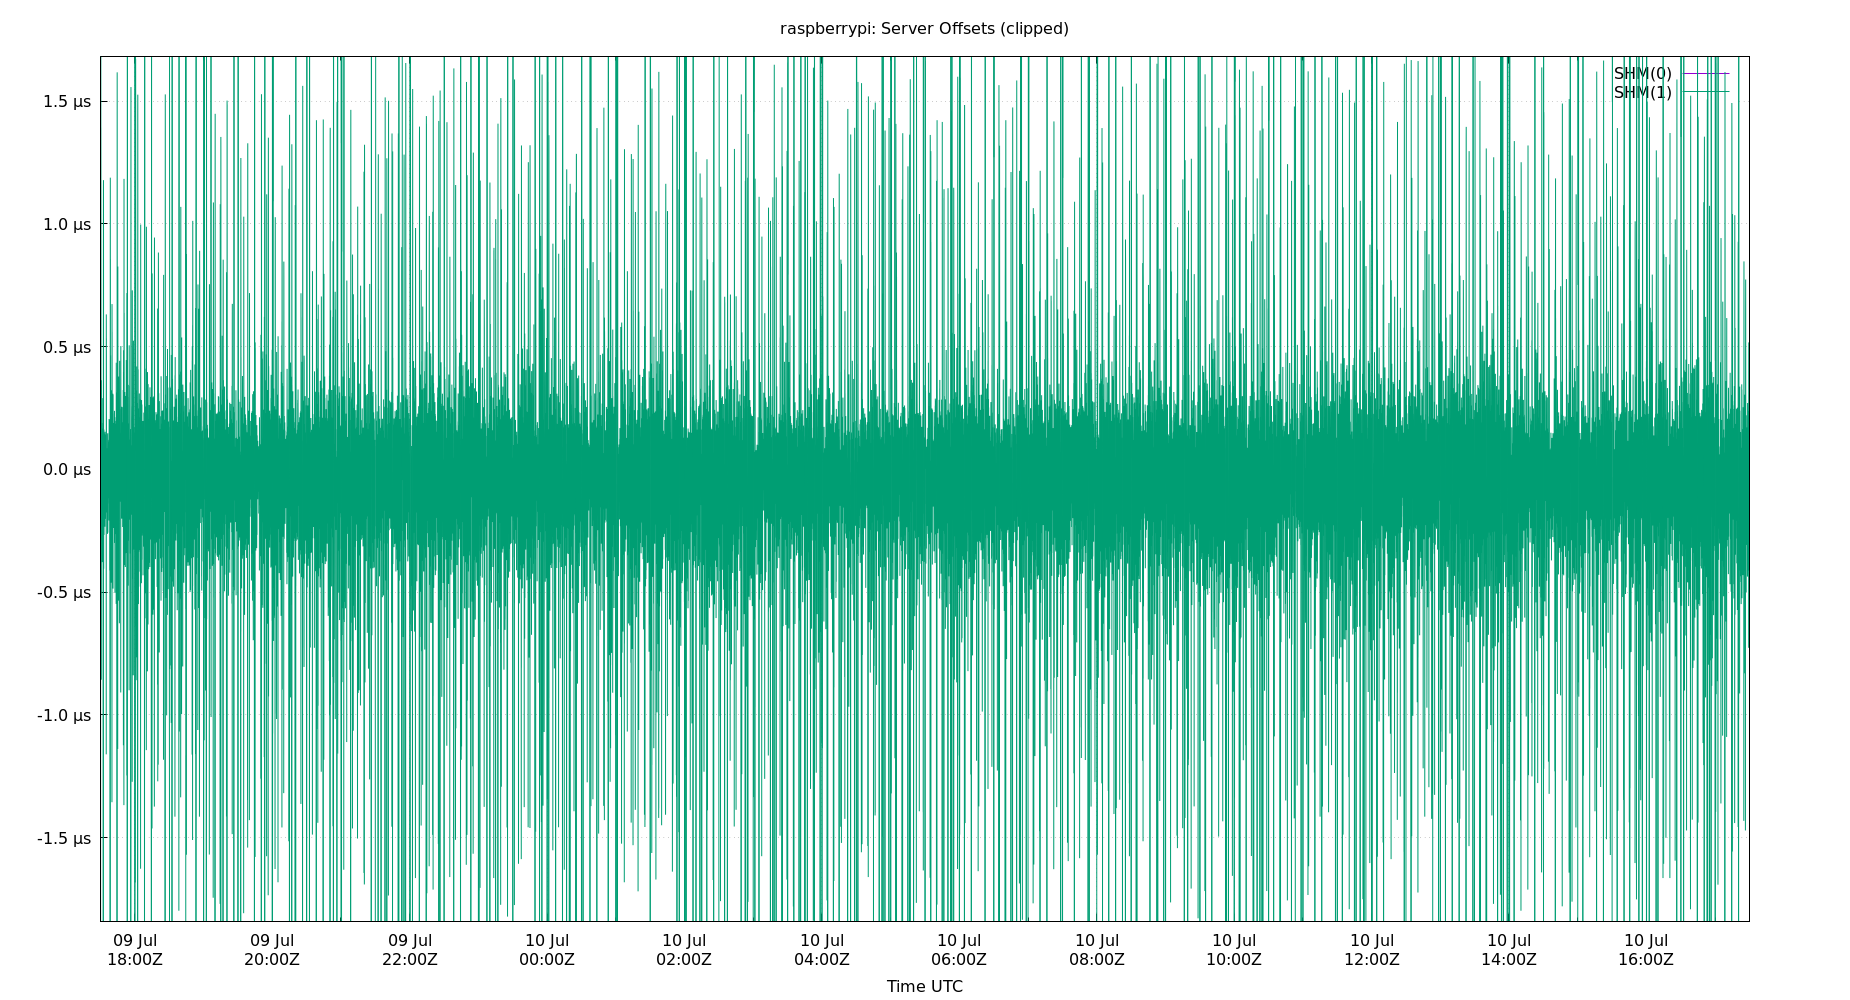 raspberrypi: Server Offsets (clipped)
SHM(0)
SHM(1)
1.5 µs
1.0 µs
0.5 µs
0.0 µs
-0.5 µs
-1.0 µs
-1.5 µs
09 Jul 09 Jul 09 Jul 10 Jul 10 Jul 10 Jul 10 Jul 10 Jul 10 Jul 10 Jul 10 Jul 10 Jul
18:00Z 20:00Z 22:00Z 00:00Z 02:00Z 04:00Z 06:00Z 08:00Z 10:00Z 12:00Z 14:00Z 16:00Z
Time UTC